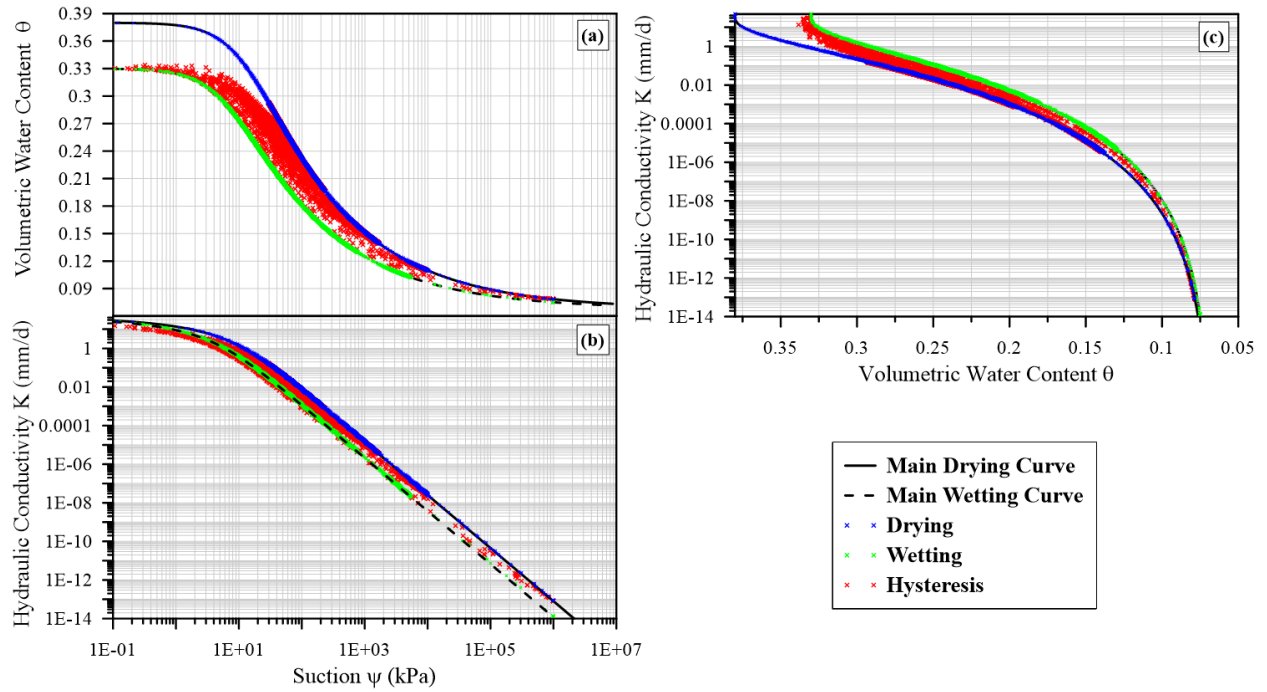 (a)
Volumetric Water Content θ
0.39
0.36
0.33
0.3
0.27
0.24
0.21
0.18
0.15
0.12
0.09
(b)
Hydraulic Conductivity K (mm/d)
1
0.01
0.0001
1E-06
1E-08
1E-10
1E-12
1E-14
1E-01 1E+01 1E+03 1E+05 1E+07
Suction ψ (kPa)
(c)
Hydraulic Conductivity K (mm/d)
1
0.01
0.0001
1E-06
1E-08
1E-10
1E-12
1E-14
0.35 0.3 0.25 0.2 0.15 0.1 0.05
Volumetric Water Content θ
Main Drying Curve
Main Wetting Curve
Drying
Wetting
Hysteresis